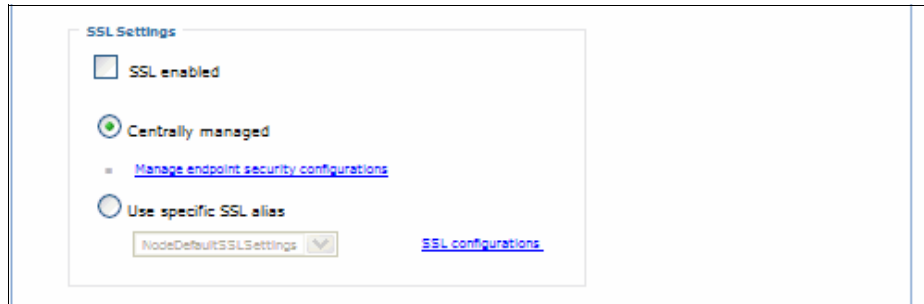 SSL Settings
SSL enabled
Centrally managed
Manage endpoint security configurations
Use specific SSL alias
NodeDefaultSSLSettings
SSL configurations